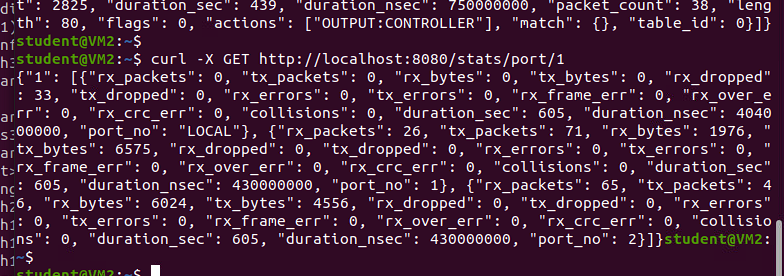 t": 2825, "duration_sec": 439, "duration_nsec": 750000000, "packet_count": 38, "leng
th": 80, "flags": 0, "actions": ["OUTPUT:CONTROLLER"], "match": {}, "table_id": 0}]}
student@VM2:~$
student@VM2:~$ curl -X GET http://localhost:8080/stats/port/1
{"1": [{"rx_packets": 0, "tx_packets": 0, "rx_bytes": 0, "tx_bytes": 0, "rx_dropped"
: 33, "tx_dropped": 0, "rx_errors": 0, "tx_errors": 0, "rx_frame_err": 0, "rx_over_e
rr": 0, "rx_crc_err": 0, "collisions": 0, "duration_sec": 605, "duration_nsec": 4040
00000, "port_no": "LOCAL"}, {"rx_packets": 26, "tx_packets": 71, "rx_bytes": 1976, "
tx_bytes": 6575, "rx_dropped": 0, "tx_dropped": 0, "rx_errors": 0, "tx_errors": 0, "
rx_frame_err": 0, "rx_over_err": 0, "rx_crc_err": 0, "collisions": 0, "duration_sec"
: 605, "duration_nsec": 430000000, "port_no": 1}, {"rx_packets": 65, "tx_packets": 4
6, "rx_bytes": 6024, "tx_bytes": 4556, "rx_dropped": 0, "tx_dropped": 0, "rx_errors"
: 0, "tx_errors": 0, "rx_frame_err": 0, "rx_over_err": 0, "rx_crc_err": 0, "collisio
ns": 0, "duration_sec": 605, "duration_nsec": 430000000, "port_no": 2}]}student@VM2:
~$
student@VM2:~$